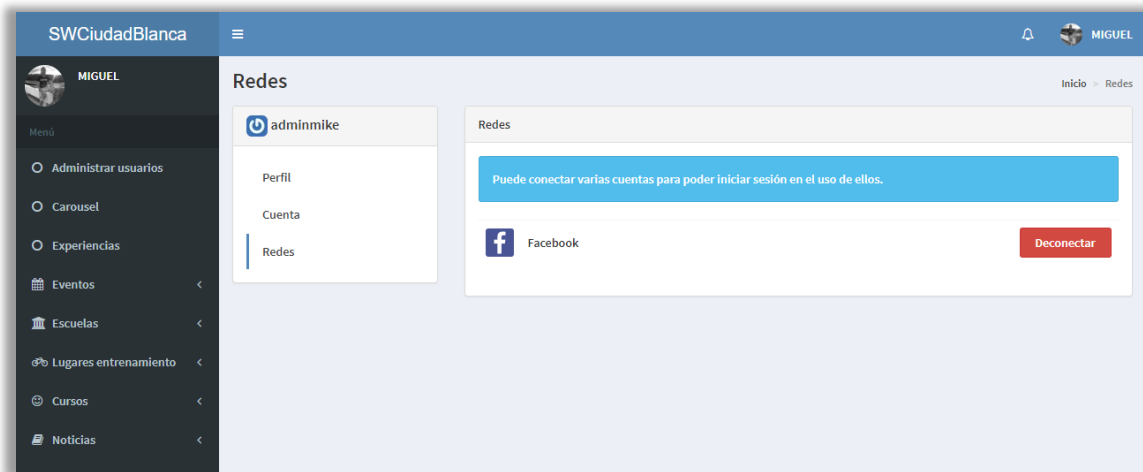 SWCiudadBlanca
MIGUEL
MIGUEL
Menú
Administrar usuarios
Carousel
Experiencias
Eventos
Escuelas
Lugares entrenamiento
Cursos
Noticias
Redes
Inicio > Redes
adminmike
Perfil
Cuenta
Redes
Redes
Puede conectar varias cuentas para poder iniciar sesión en el uso de ellos.
Facebook
Deconectar